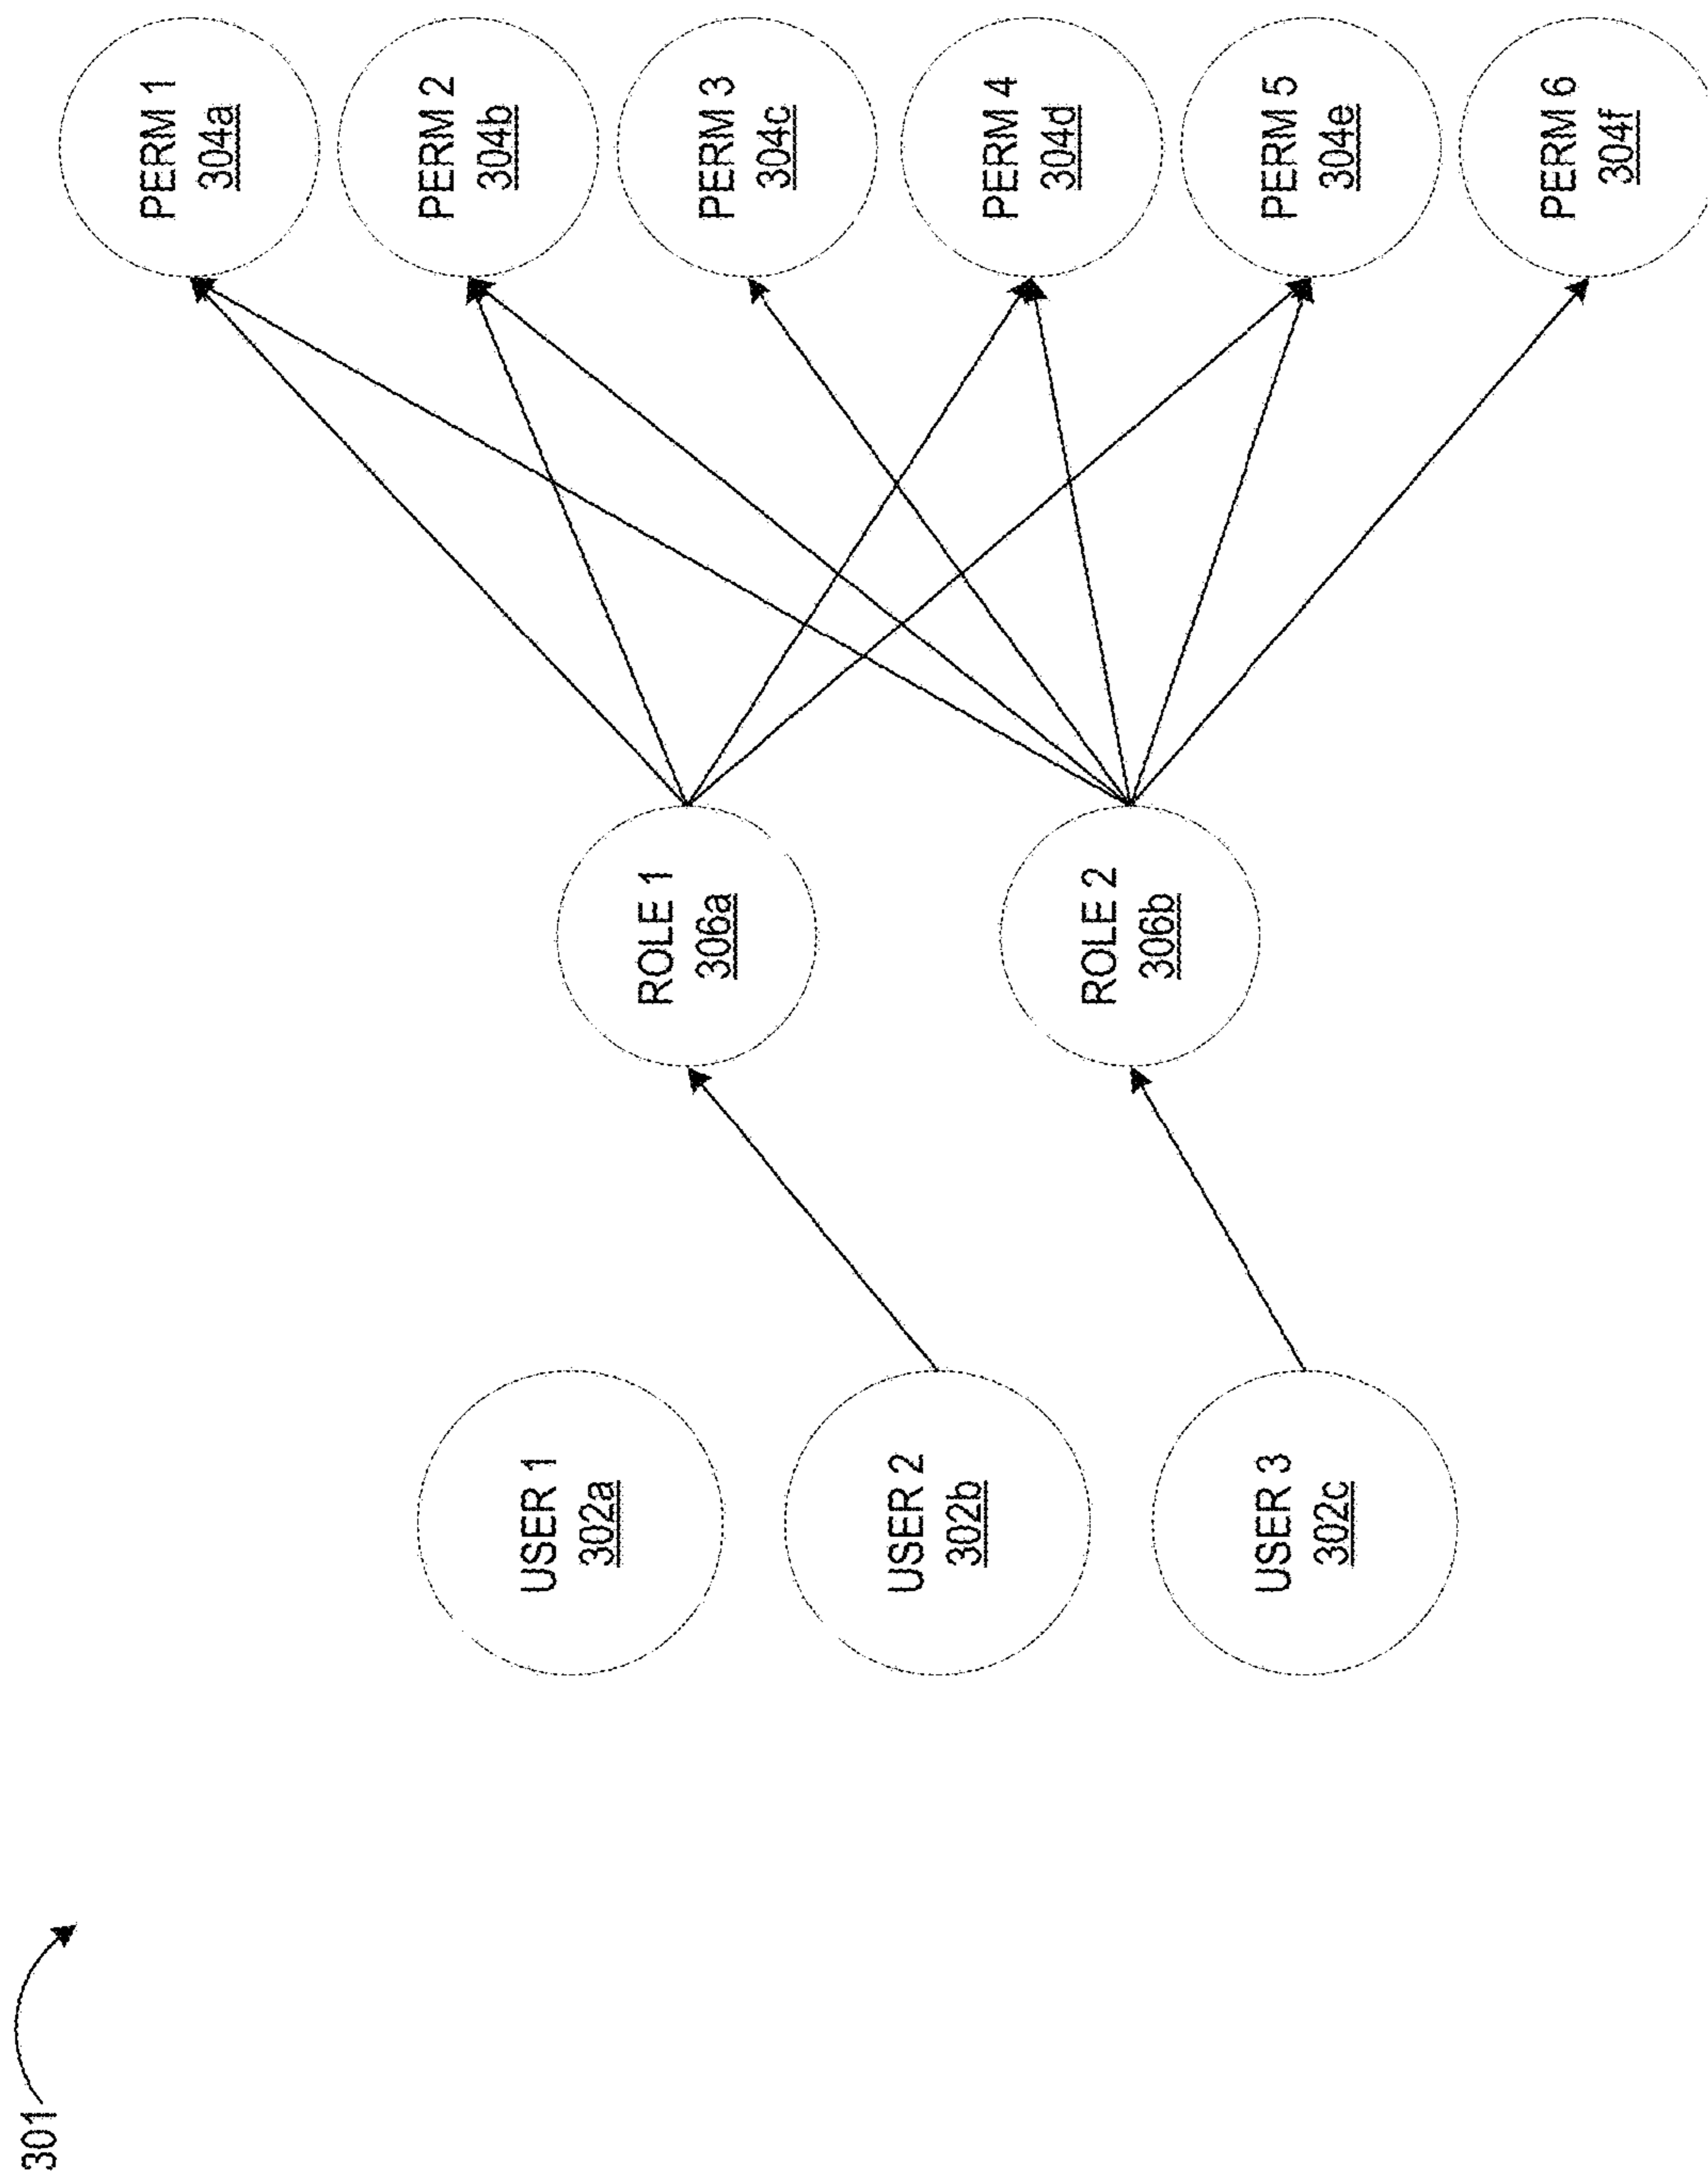 301
USER 1
302a
USER 2
302b
USER 3
302c
ROLE 1
306a
ROLE 2
306b
PERM 1
304a
PERM 2
304b
PERM 3
304c
PERM 4
304d
PERM 5
304e
PERM 6
304f